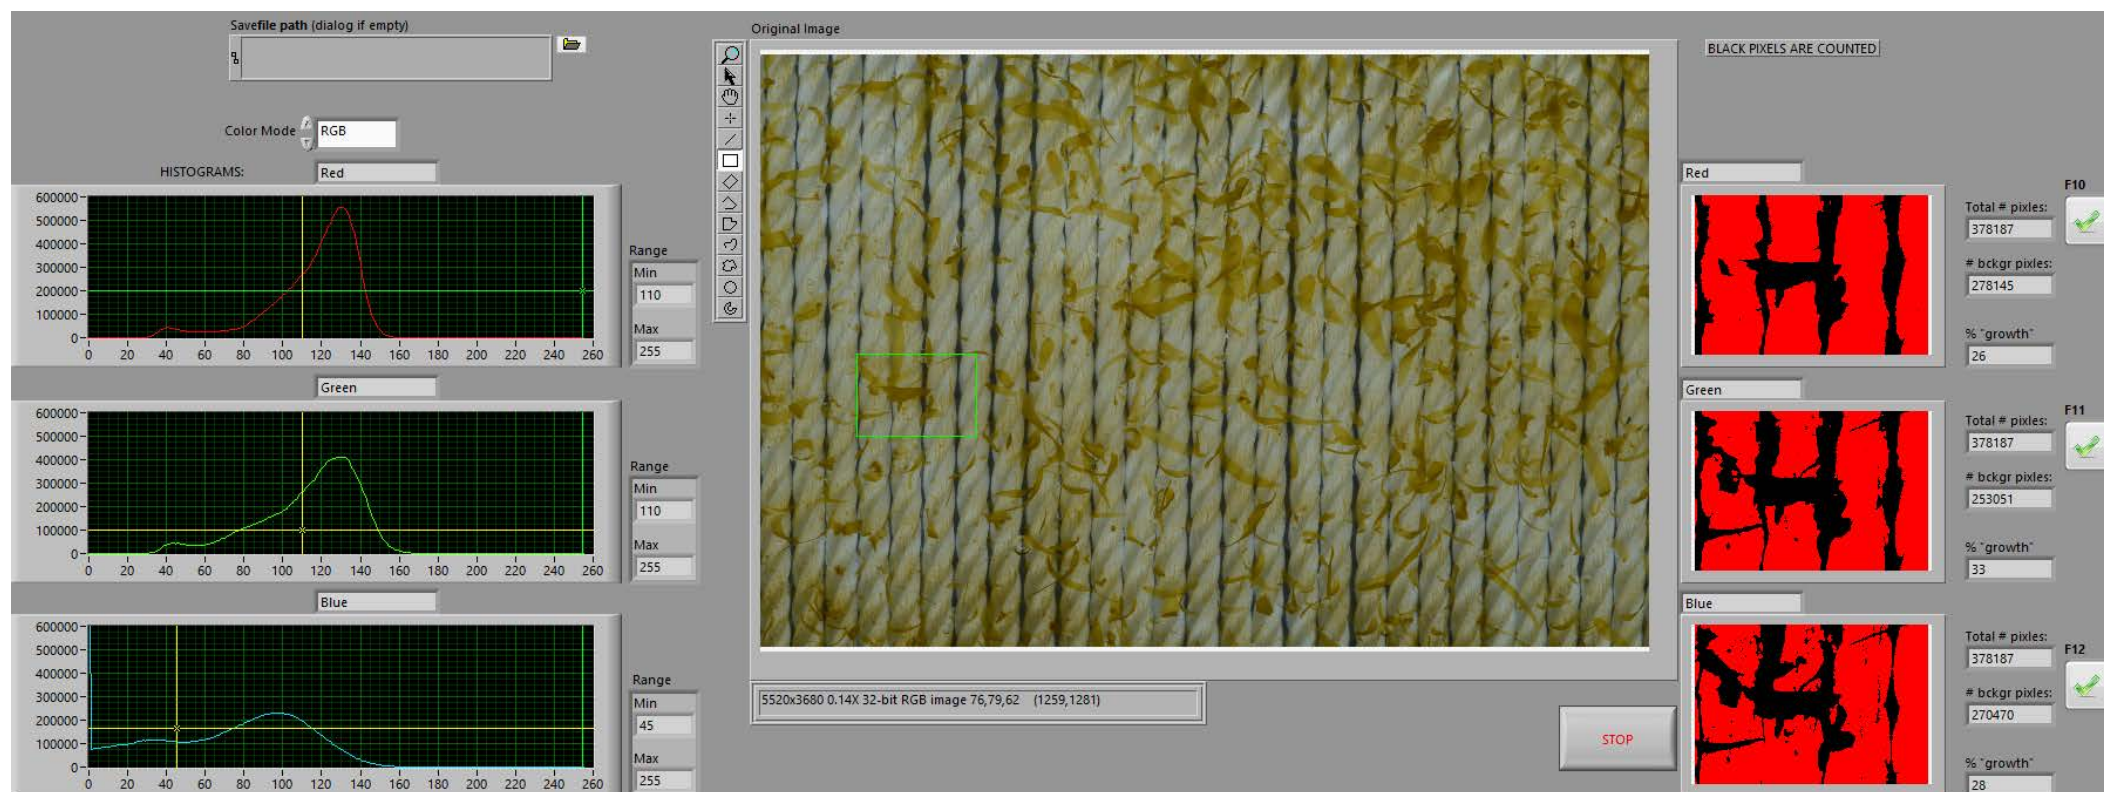 Savefile path (dialog if empty)
Color Mode
RGB
HISTOGRAMS:
Red
600000
500000
400000
300000
200000
100000
0
0 20 40 60 80 100 120 140 160 180 200 220 240 260
Range
Min
110
Max
255
Green
600000
500000
400000
300000
200000
100000
0
0 20 40 60 80 100 120 140 160 180 200 220 240 260
Range
Min
110
Max
255
Blue
600000
500000
400000
300000
200000
100000
0
0 20 40 60 80 100 120 140 160 180 200 220 240 260
Range
Min
45
Max
255
Original Image
5520x3680 0.14X 32-bit RGB image 76,79,62 (1259,1281)
STOP
BLACK PIXELS ARE COUNTED
Red
Total # pixles:
378187
# bckgr pixles:
278145
% "growth"
26
F10
Green
Total # pixles:
378187
# bckgr pixles:
253051
% "growth"
33
F11
Blue
Total # pixles:
378187
# bckgr pixles:
270470
% "growth"
28
F12